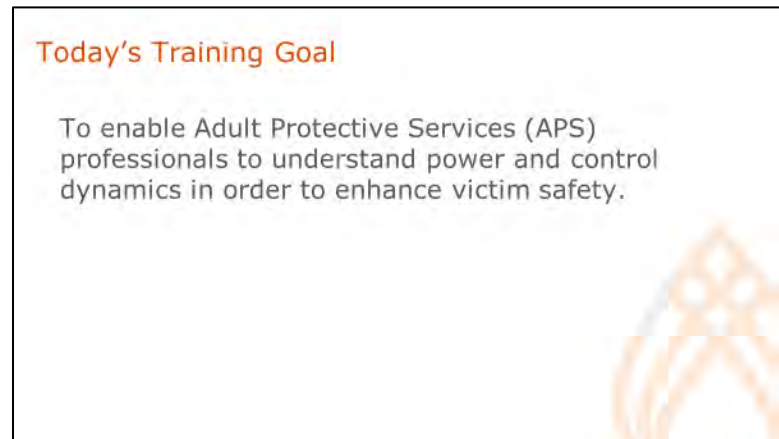 Today’s Training Goal
To enable Adult Protective Services (APS)
professionals to understand power and control
dynamics in order to enhance victim safety.